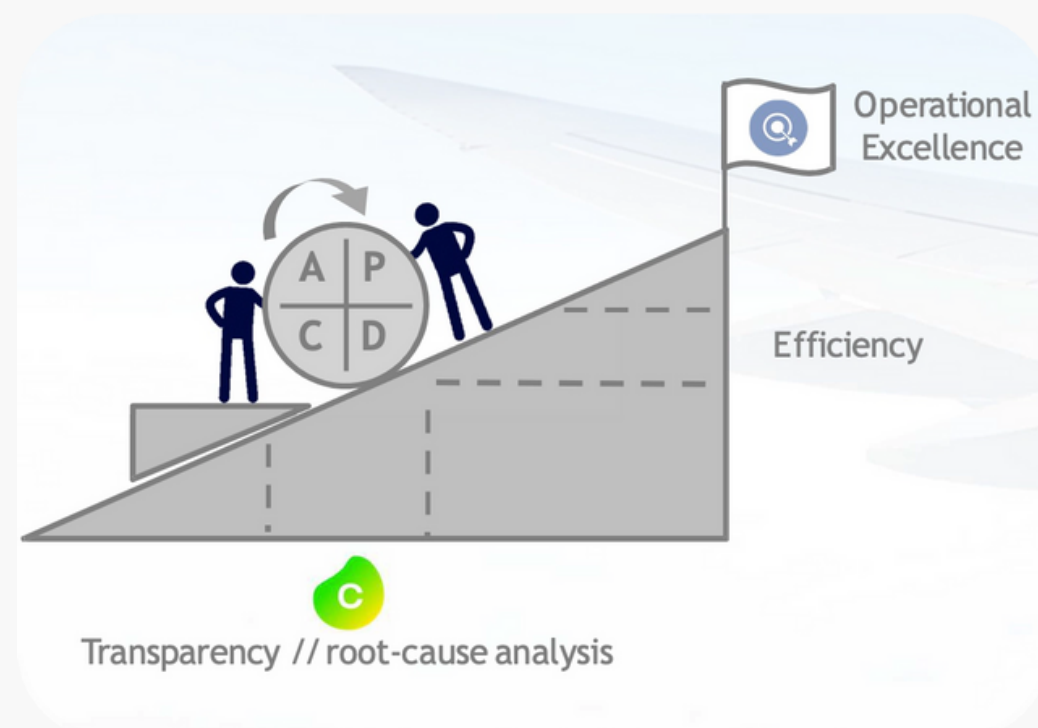 Operational
Excellence
A P
C D
Efficiency
C
Transparency // root-cause analysis